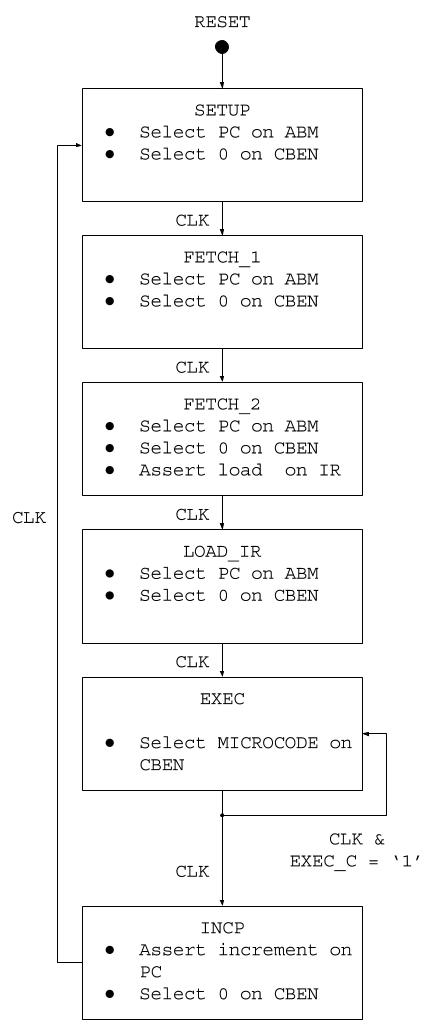 RESET
SETUP
● Select PC on ABM
● Select 0 on CBEN
CLK
FETCH_1
● Select PC on ABM
● Select 0 on CBEN
CLK
FETCH_2
● Select PC on ABM
● Select 0 on CBEN
● Assert load  on IR
CLK
CLK
LOAD_IR
● Select PC on ABM
● Select 0 on CBEN
CLK
EXEC
● Select MICROCODE on
CBEN
CLK &
EXEC_C = ‘1’
CLK
INCP
● Assert increment on
PC
● Select 0 on CBEN